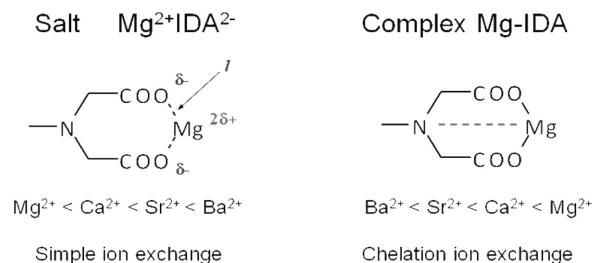 Salt Mg²⁺IDA²⁻
Complex Mg-IDA
δ- l
COO
N Mg 2δ+
COO
δ-
COO
N Mg
COO
Mg²⁺ < Ca²⁺ < Sr²⁺ < Ba²⁺
Ba²⁺ < Sr²⁺ < Ca²⁺ < Mg²⁺
Simple ion exchange
Chelation ion exchange